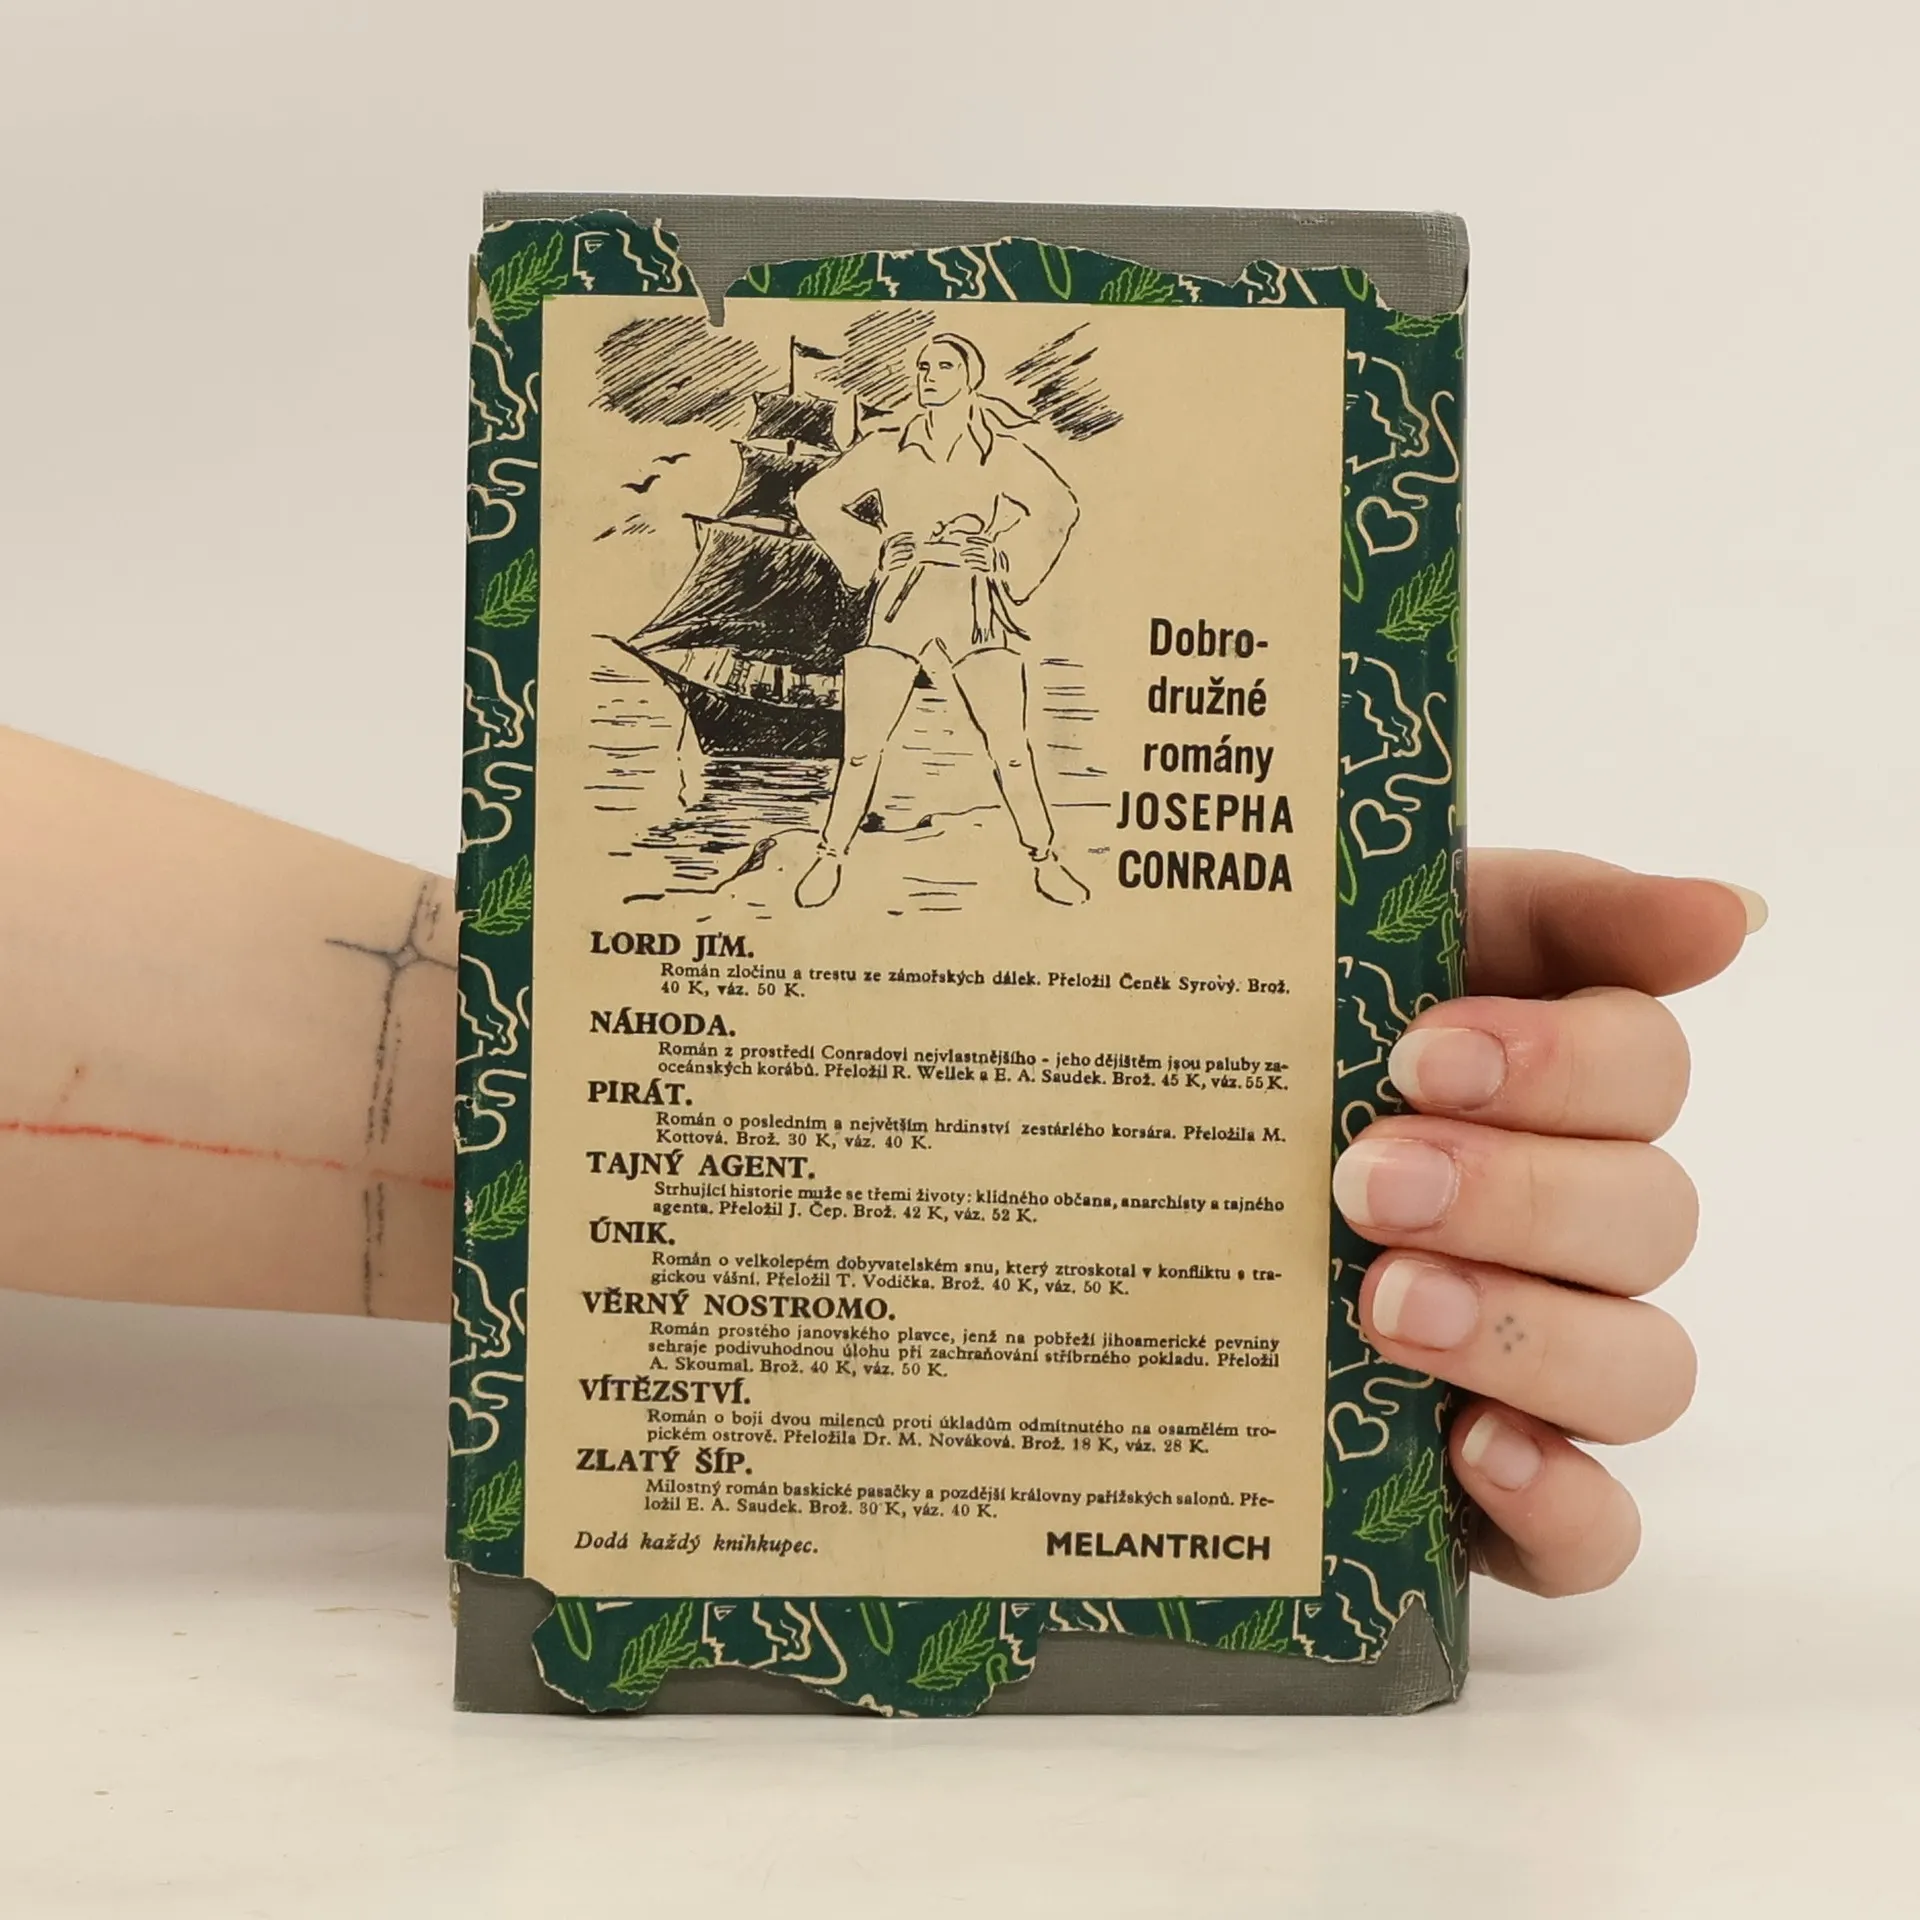 Dobro-
družné
romány
JOSEPHA
CONRADA
LORD JIM.
Román zločinu a trestu ze zámořských dálek. Přeložil Čeněk Syrový. Brož.
40 K, váz. 50 K.
NÁHODA.
Román z prostředí Conradovi nejvlastnějšího - jeho dějištěm jsou paluby za-
oceánských korábů. Přeložil R. Wellek a E. A. Saudek. Brož. 45 K, váz. 55 K.
PIRÁT.
Román o posledním a největším hrdinství zestárlého korsára. Přeložila M.
Kottová. Brož. 30 K, váz. 40 K.
TAJNÝ AGENT.
Strhující historie muže se třemi životy: klidného občana, anarchisty a tajného
agenta. Přeložil J. Čep. Brož. 42 K, váz. 52 K.
ÚNIK.
Román o velkolepém dobyvatelském snu, který ztroskotal v konfliktu s tra-
gickou vášní. Přeložil T. Vodička. Brož. 40 K, váz. 50 K.
VĚRNÝ NOSTROMO.
Román prostého janovského plavce, jenž na pobřeží jihoamerické pevniny
sehraje podivuhodnou úlohu při zachraňování stříbrného pokladu. Přeložil
A. Skoumal. Brož. 40 K, váz. 50 K.
VÍTĚZSTVÍ.
Román o boji dvou milenců proti úkladům odmítnutého na osamělém tro-
pickém ostrově. Přeložila Dr. M. Nováková. Brož. 18 K, váz. 28 K.
ZLATÝ ŠÍP.
Milostný román baskické pasačky a pozdější královny pařížských salonů. Pře-
ložil E. A. Saudek. Brož. 30 K, váz. 40 K.
Dodá každý knihkupec.
MELANTRICH